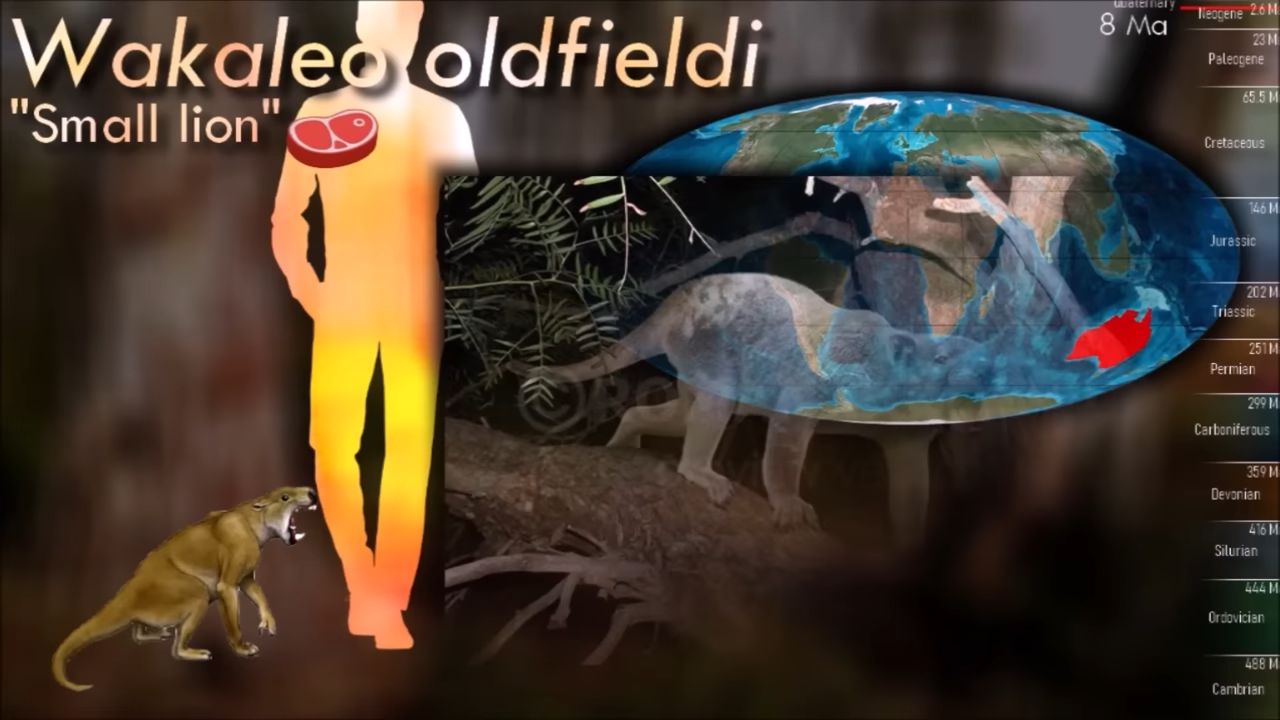 Wakaleo oldfieldi
"Small lion"
quaternary
8 Ma
Neogene 2.6 M
23 M
Paleogene
65.5 M
Cretaceous
146 M
Jurassic
202 M
Triassic
251 M
Permian
299 M
Carboniferous
359 M
Devonian
416 M
Silurian
444 M
Ordovician
488 M
Cambrian